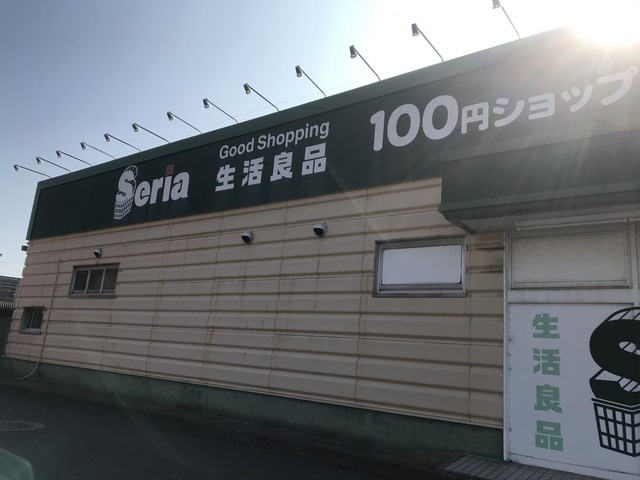 Seria
Good Shopping
生活良品
100円ショップ
生活良品